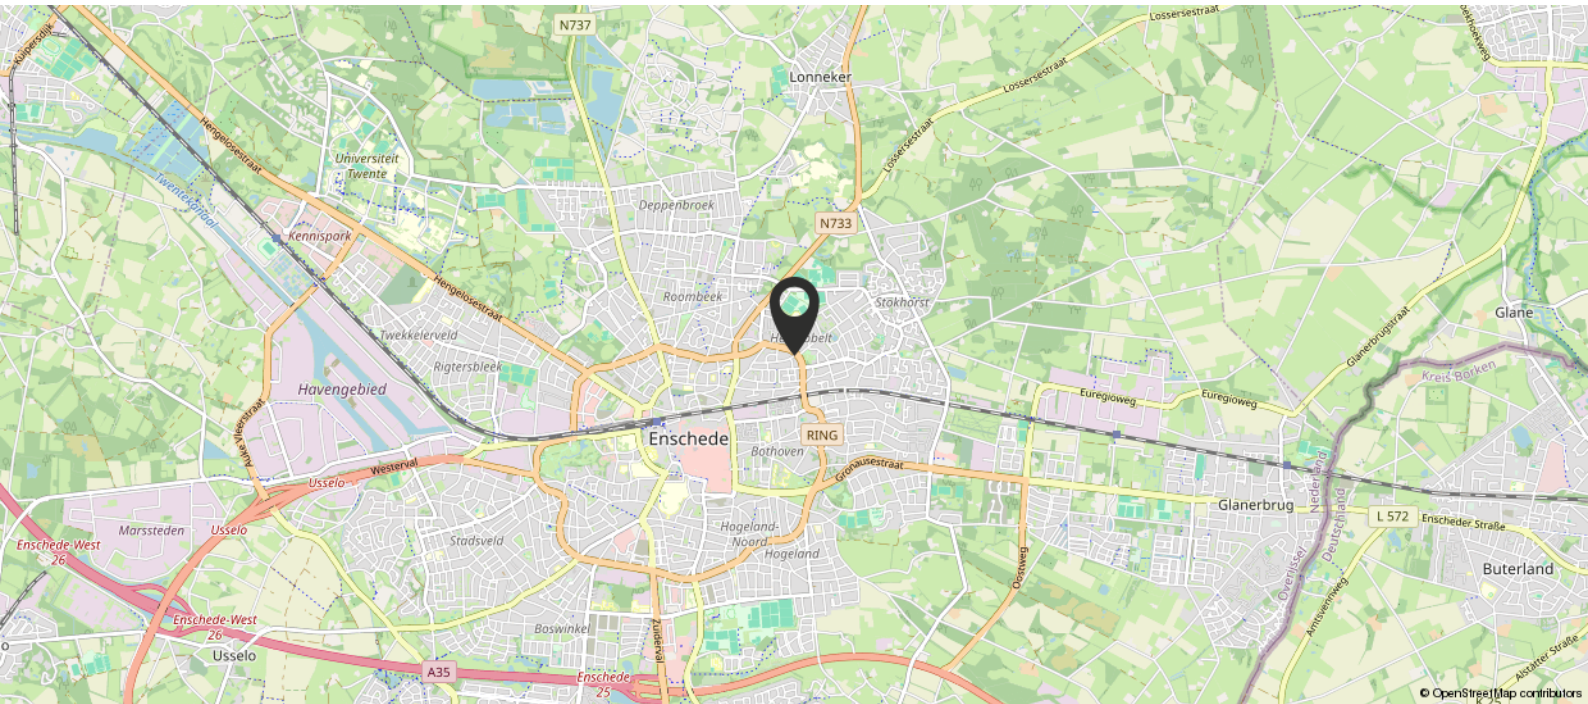 N737
Lossersestraat
Kuipersdijk
Lonneker
Lossersestraat
Hengelosestraat
Lossersestraat
Universiteit
Twente
Twentekanaal
Deppenbroek
N733
Kennispark
Hengelosestraat
Roombeek
Stokhorst
Glane
Glanerbrugstraat
Twekkelerveld
Rigtersbleek
Kreis Borken
Havengebied
Euregioweg
Euregioweg
Auke Vleerstraat
Enschede
RING
Bothoven
Gronausestraat
Westerval
Usselo
Nederland
Deutschland
Glanerbrug
L 572
Enscheder Straße
Marssteden
Usselo
Stadsveld
Hogeland-
Noord
Hogeland
Enschede-West
26
Oostweg
Overijssel
Buterland
Amtsvennweg
Enschede-West
26
Boswinkel
Zuiderval
Usselo
A35
Enschede
25
Alstätter Straße
© OpenStreetMap contributors